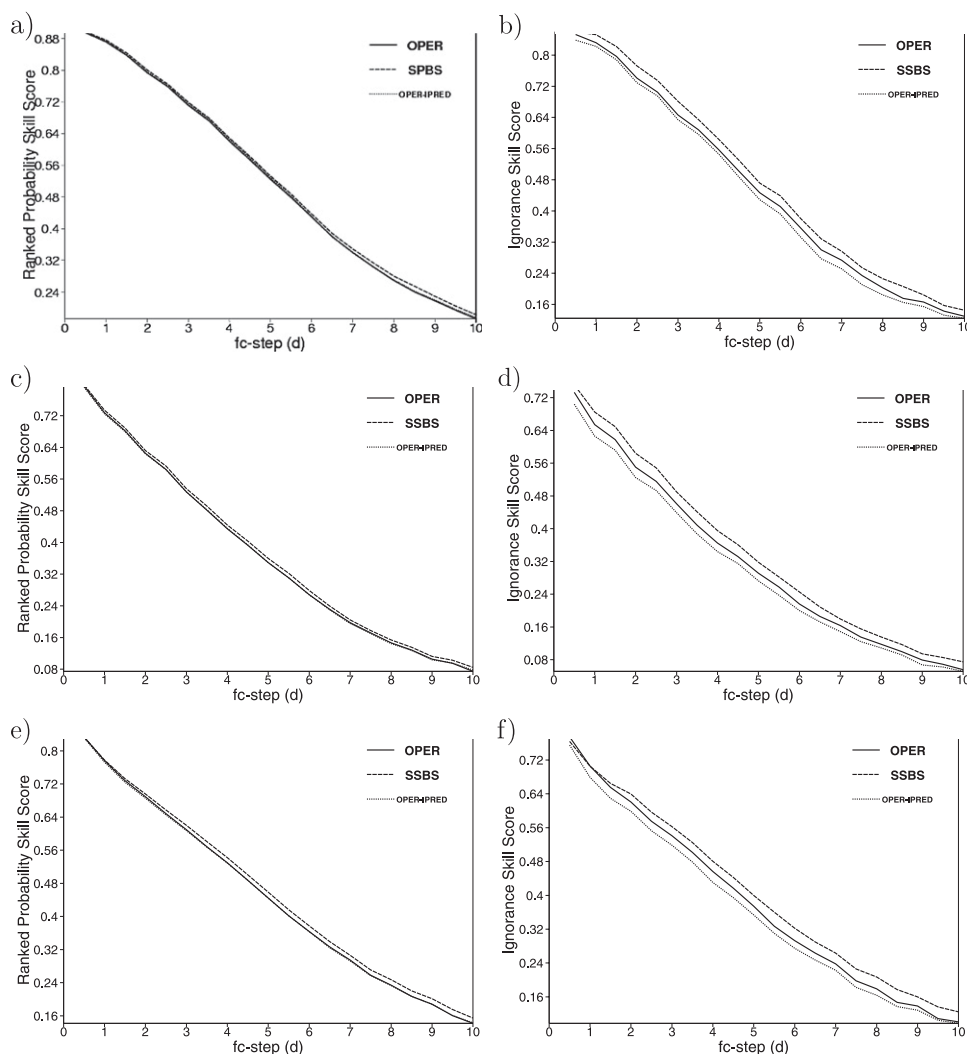 a)
0.88
0.8
0.72
0.64
0.56
0.48
0.4
0.32
0.24
Ranked Probability Skill Score
OPER
SPBS
OPER-IPRED
0 1 2 3 4 5 6 7 8 9 10
fc-step (d)
b)
0.8
0.72
0.64
0.56
0.48
0.4
0.32
0.24
0.16
Ignorance Skill Score
OPER
SSBS
OPER-IPRED
0 1 2 3 4 5 6 7 8 9 10
fc-step (d)
c)
0.72
0.64
0.56
0.48
0.4
0.32
0.24
0.16
0.08
Ranked Probability Skill Score
OPER
SSBS
OPER-IPRED
0 1 2 3 4 5 6 7 8 9 10
fc-step (d)
d)
0.72
0.64
0.56
0.48
0.4
0.32
0.24
0.16
0.08
Ignorance Skill Score
OPER
SSBS
OPER-IPRED
0 1 2 3 4 5 6 7 8 9 10
fc-step (d)
e)
0.8
0.72
0.64
0.56
0.48
0.4
0.32
0.24
0.16
Ranked Probability Skill Score
OPER
SSBS
OPER-IPRED
0 1 2 3 4 5 6 7 8 9 10
fc-step (d)
f)
0.72
0.64
0.56
0.48
0.4
0.32
0.24
0.16
Ignorance Skill Score
OPER
SSBS
OPER-IPRED
0 1 2 3 4 5 6 7 8 9 10
fc-step (d)